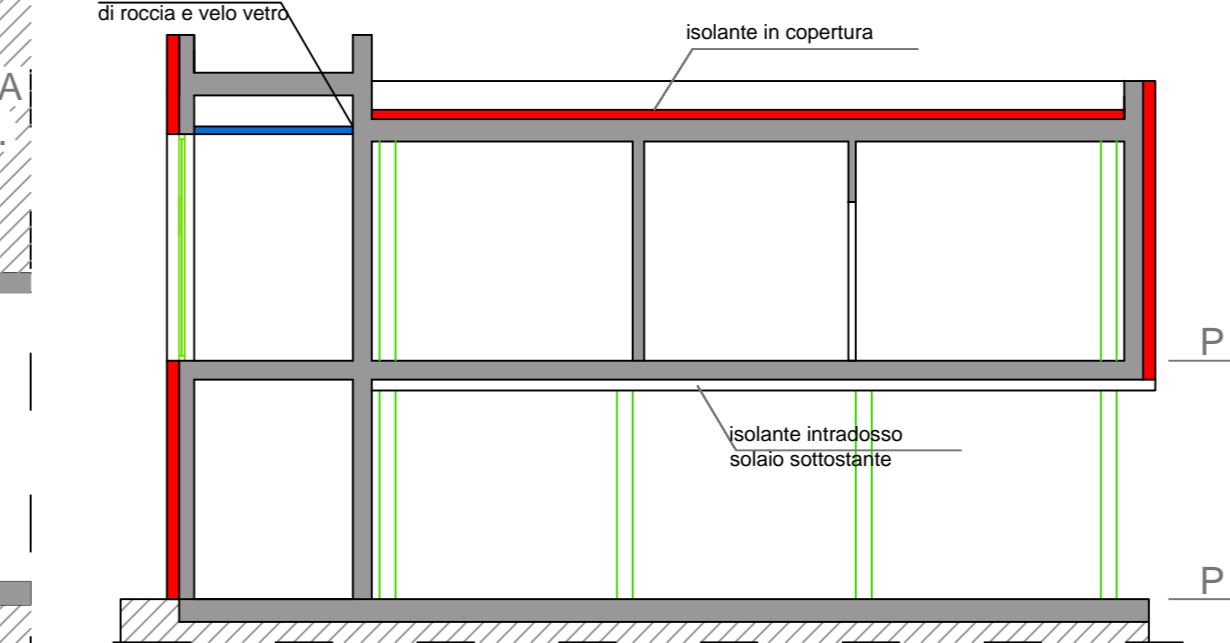 di roccia e velo vetro
isolante in copertura
A
.
P
isolante intradosso
solaio sottostante
P